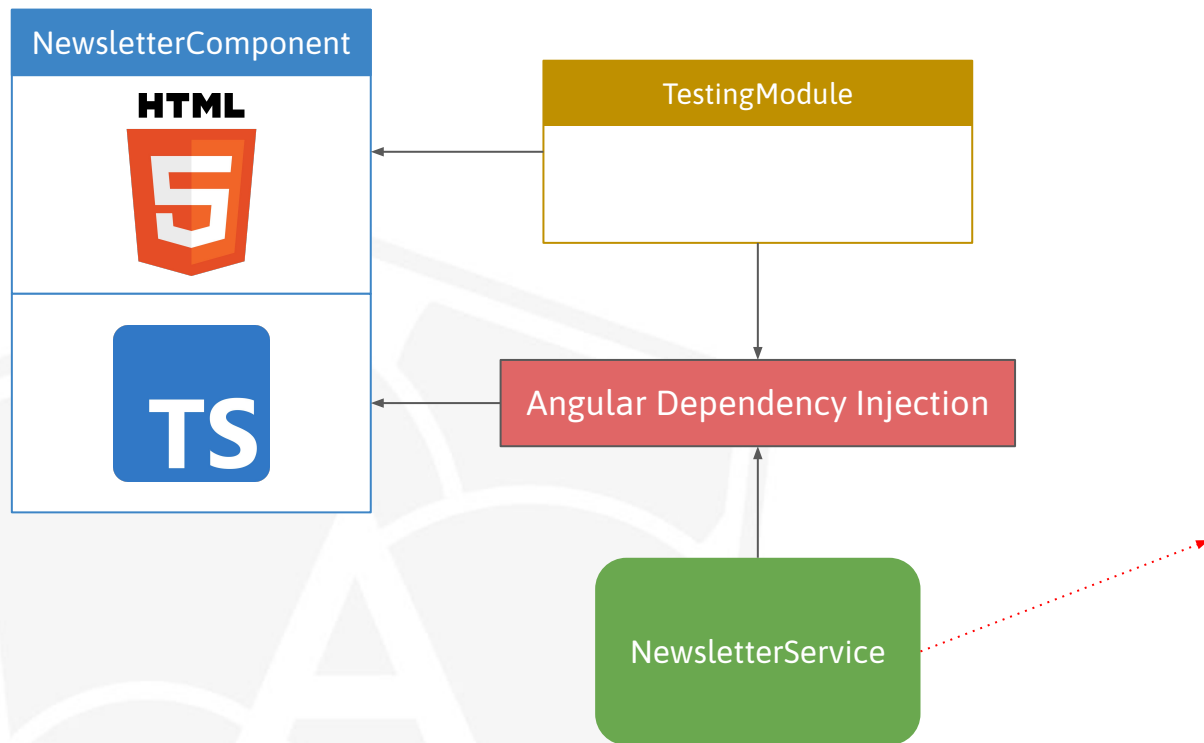 NewsletterComponent
HTML
5
TS
TestingModule
Angular Dependency Injection
NewsletterService
A